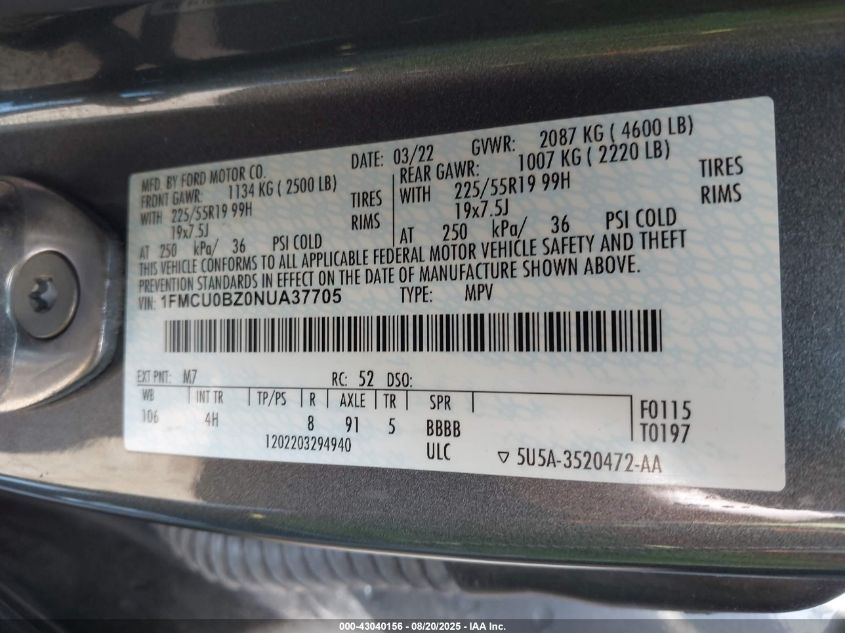 MFD. BY FORD MOTOR CO.
DATE: 03/22 GVWR: 2087 KG ( 4600 LB)
FRONT GAWR: 1134 KG ( 2500 LB)
REAR GAWR: 1007 KG ( 2220 LB)
WITH 225/55R19 99H TIRES
WITH 225/55R19 99H TIRES
19x7.5J RIMS
19x7.5J RIMS
AT 250 kPa/ 36 PSI COLD
AT 250 kPa/ 36 PSI COLD
THIS VEHICLE CONFORMS TO ALL APPLICABLE FEDERAL MOTOR VEHICLE SAFETY AND THEFT
PREVENTION STANDARDS IN EFFECT ON THE DATE OF MANUFACTURE SHOWN ABOVE.
VIN: 1FMCU0BZ0NUA37705 TYPE: MPV
EXT PNT: M7 RC: 52 DSO:
WB INT TR TP/PS R AXLE TR SPR
106 4H 8 91 5 BBBB
F0115
T0197
1202203294940 ULC ▽ 5U5A-3520472-AA
000-43040156 - 08/20/2025 - IAA Inc.